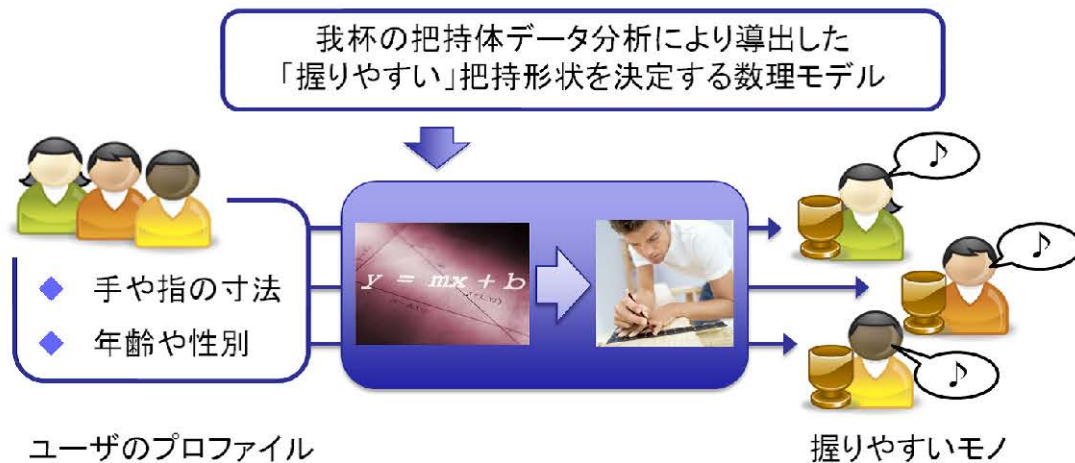 我杯の把持体データ分析により導出した
「握りやすい」把持形状を決定する数理モデル
♪
♪
♪
手や指の寸法
年齢や性別
y = mx + b
ユーザのプロファイル
握りやすいモノ